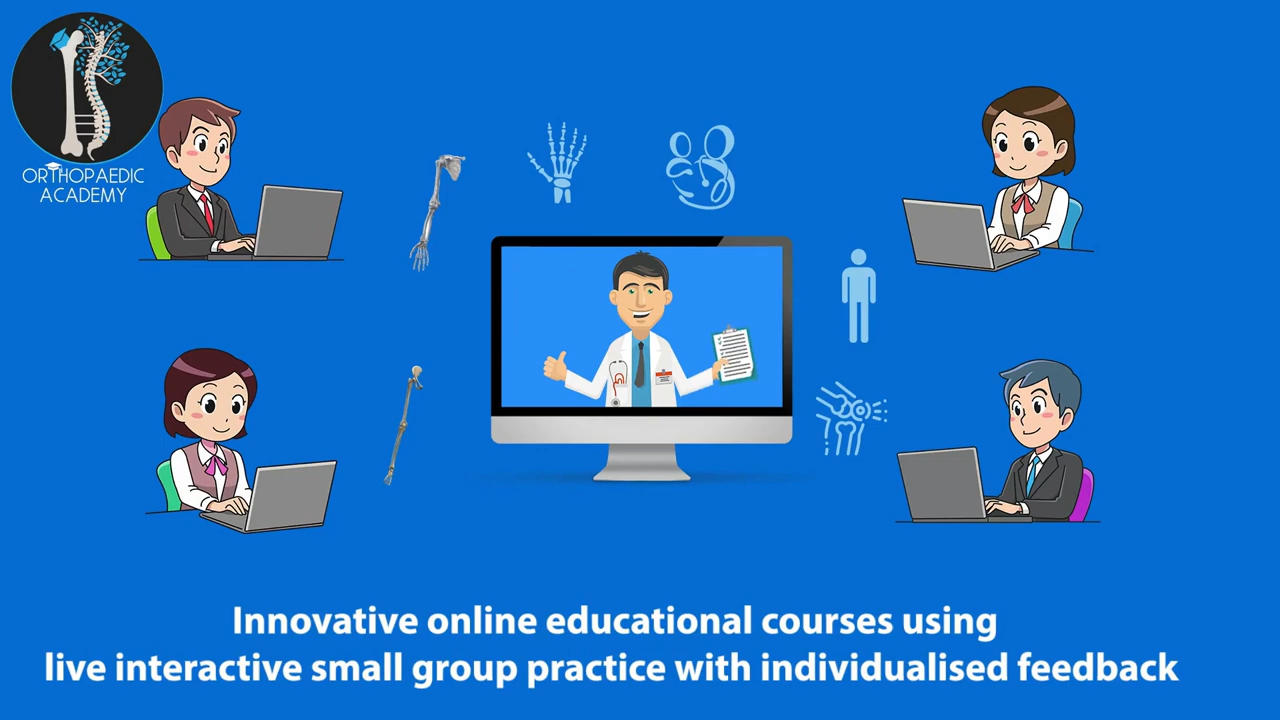 ORTHOPAEDIC
ACADEMY
Innovative online educational courses using
live interactive small group practice with individualised feedback